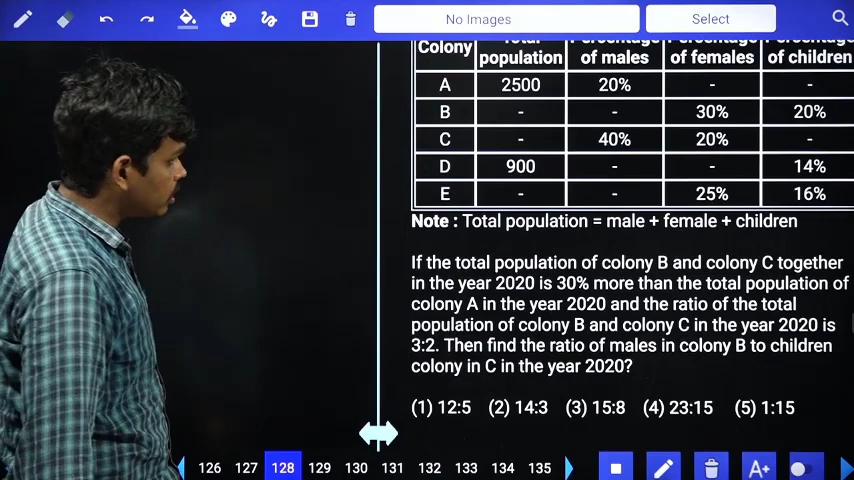 No Images
Select
Colony Total Percentage Percentage Percentage
population of males of females of children
A 2500 20% - -
B - - 30% 20%
C - 40% 20% -
D 900 - - 14%
E - - 25% 16%
Note : Total population = male + female + children
If the total population of colony B and colony C together
in the year 2020 is 30% more than the total population of
colony A in the year 2020 and the ratio of the total
population of colony B and colony C in the year 2020 is
3:2. Then find the ratio of males in colony B to children
colony in C in the year 2020?
(1) 12:5 (2) 14:3 (3) 15:8 (4) 23:15 (5) 1:15
126 127 128 129 130 131 132 133 134 135
A+